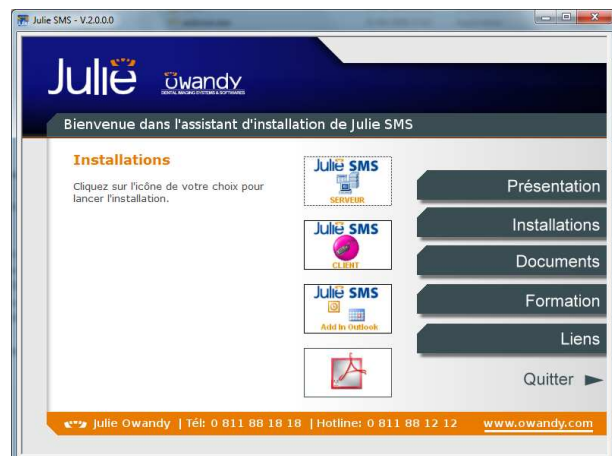 Julie SMS - V.2.0.0.0
Julie
owandy
DENTAL IMAGING SYSTEMS & SOFTWARES
Bienvenue dans l'assistant d'installation de Julie SMS
Installations
Cliquez sur l'icône de votre choix pour
lancer l'installation.
Julie SMS
SERVEUR
Julie SMS
CLIENT
Julie SMS
Add In Outlook
Présentation
Installations
Documents
Formation
Liens
Quitter
Julie Owandy | Tél: 0 811 88 18 18 | Hotline: 0 811 88 12 12 www.owandy.com